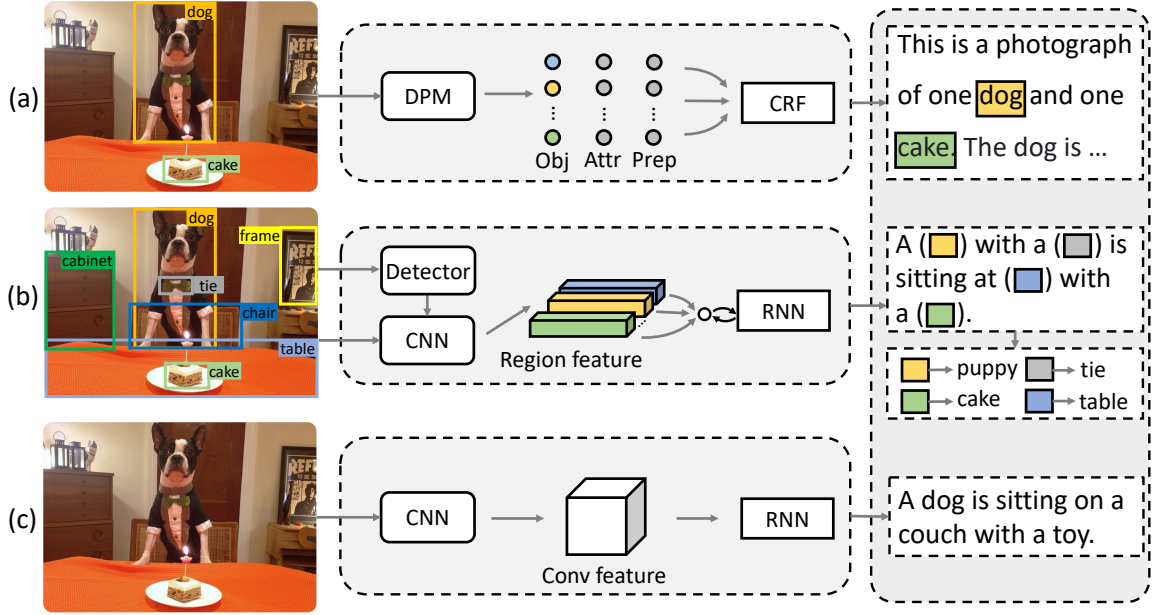 (a)
dog
cake
REFU
DPM
Obj Attr Prep
CRF
This is a photograph
of one dog and one
cake. The dog is ...
(b)
dog
frame
cabinet
tie
chair
table
cake
Detector
CNN
Region feature
RNN
A ( ) with a ( ) is
sitting at ( ) with
a ( ).
puppy
tie
cake
table
(c)
CNN
Conv feature
RNN
A dog is sitting on a
couch with a toy.